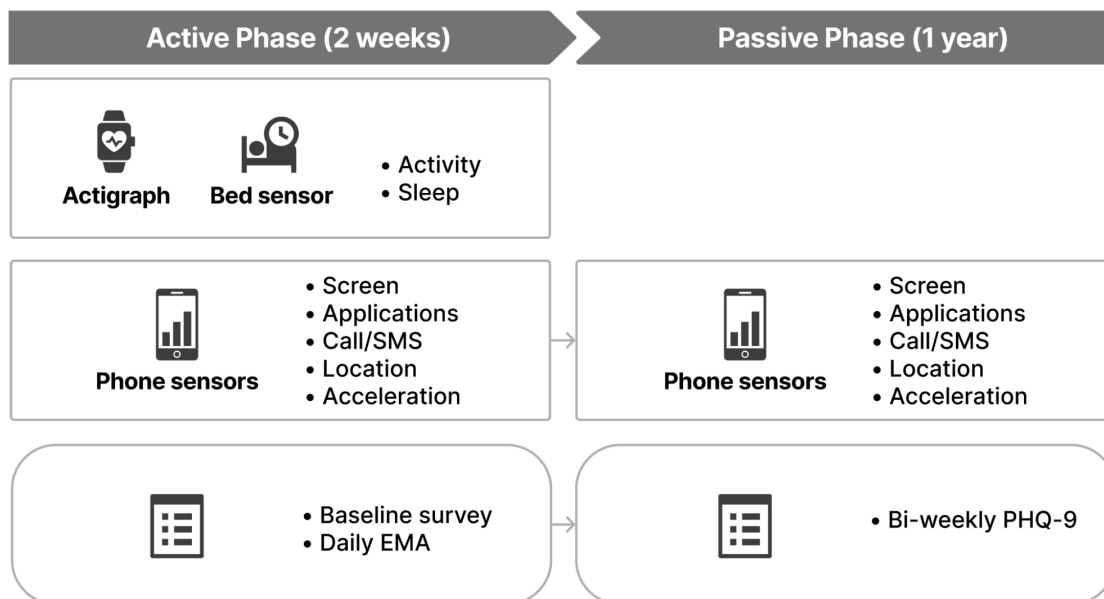 Active Phase (2 weeks)
Passive Phase (1 year)
Actigraph
Bed sensor
• Activity
• Sleep
Phone sensors
• Screen
• Applications
• Call/SMS
• Location
• Acceleration
Phone sensors
• Screen
• Applications
• Call/SMS
• Location
• Acceleration
• Baseline survey
• Daily EMA
• Bi-weekly PHQ-9